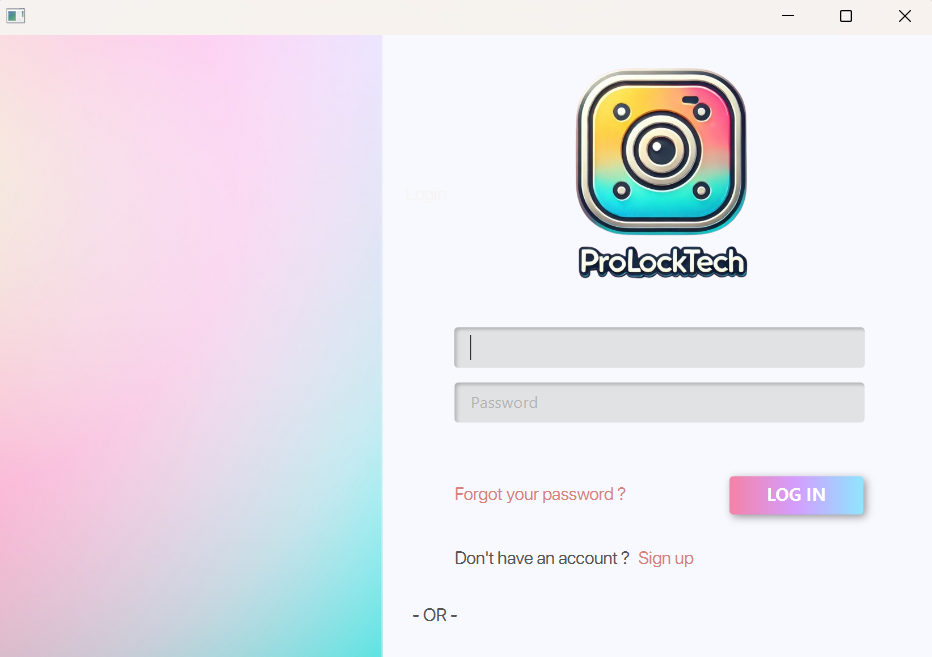 ProLockTech
Login
Password
Forgot your password ?
LOG IN
Don't have an account ? Sign up
- OR -